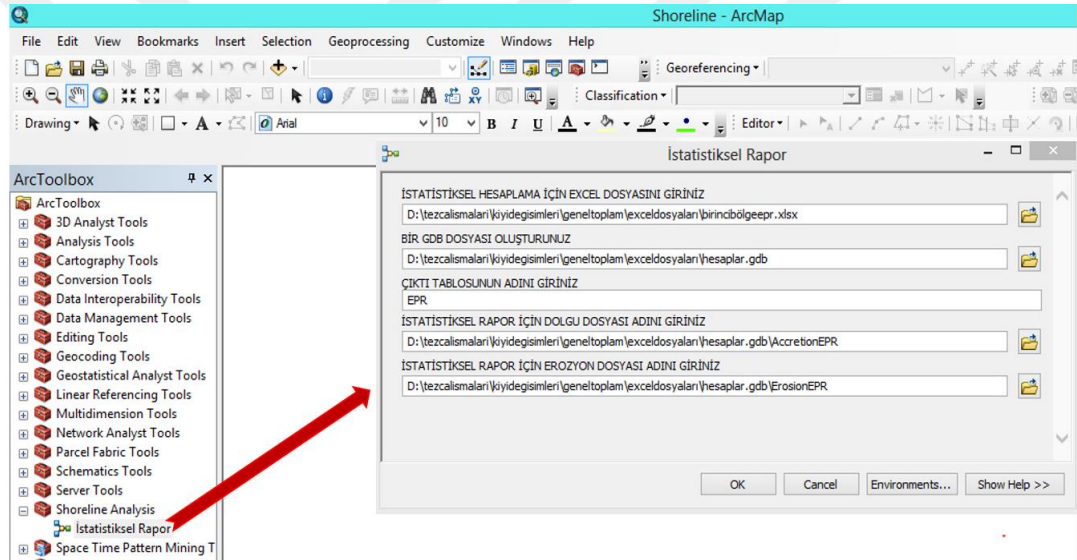 Shoreline - ArcMap
File Edit View Bookmarks Insert Selection Geoprocessing Customize Windows Help
Georeferencing
Classification
Drawing A Arial 10 B I U A Editor
İstatistiksel Rapor
ArcToolbox
ArcToolbox
3D Analyst Tools
Analysis Tools
Cartography Tools
Conversion Tools
Data Interoperability Tools
Data Management Tools
Editing Tools
Geocoding Tools
Geostatistical Analyst Tools
Linear Referencing Tools
Multidimension Tools
Network Analyst Tools
Parcel Fabric Tools
Schematics Tools
Server Tools
Shoreline Analysis
İstatistiksel Rapor
Space Time Pattern Mining T
İSTATİSTİKSEL HESAPLAMA İÇİN EXCEL DOSYASINI GİRİNİZ
D:\tezcalismalari\kiyidegisimleri\geneltoplam\exceldosyaları\birincibölgeepr.xlsx
BİR GDB DOSYASI OLUŞTURUNUZ
D:\tezcalismalari\kiyidegisimleri\geneltoplam\exceldosyaları\hesaplar.gdb
ÇIKTI TABLOSUNUN ADINI GİRİNİZ
EPR
İSTATİSTİKSEL RAPOR İÇİN DOLGU DOSYASI ADINI GİRİNİZ
D:\tezcalismalari\kiyidegisimleri\geneltoplam\exceldosyaları\hesaplar.gdb\AccretionEPR
İSTATİSTİKSEL RAPOR İÇİN EROZYON DOSYASI ADINI GİRİNİZ
D:\tezcalismalari\kiyidegisimleri\geneltoplam\exceldosyaları\hesaplar.gdb\ErosionEPR
OK Cancel Environments... Show Help >>